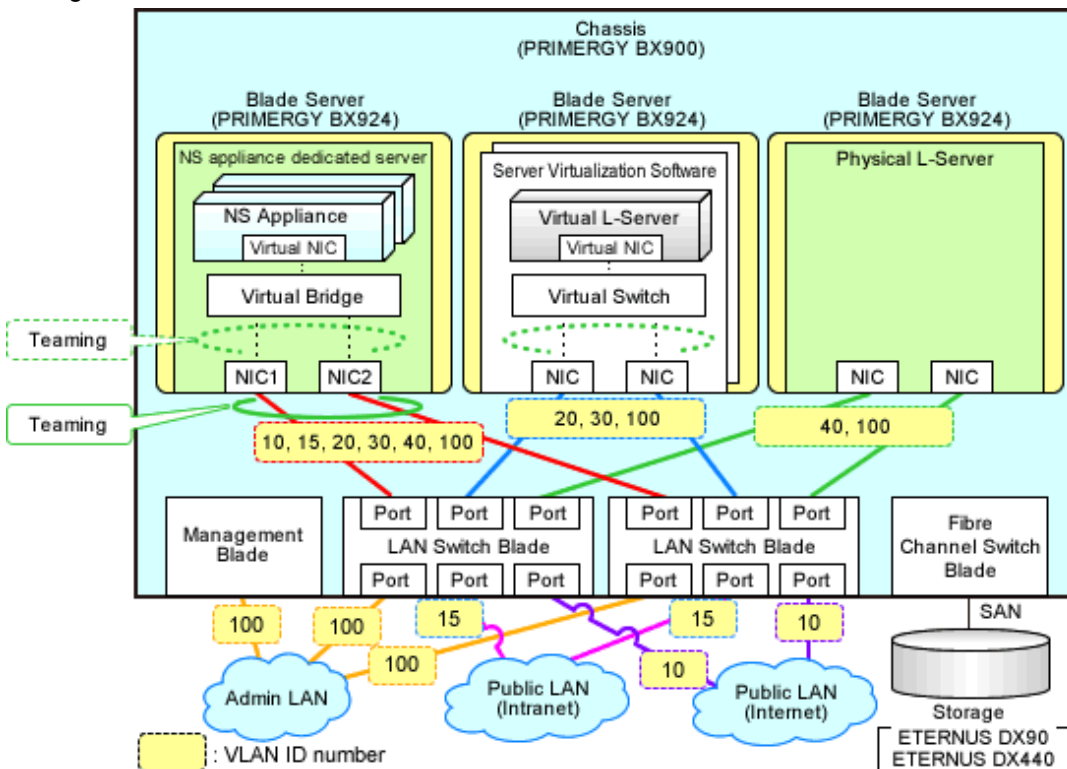 Chassis
(PRIMERGY BX900)
Blade Server
(PRIMERGY BX924)
Blade Server
(PRIMERGY BX924)
Blade Server
(PRIMERGY BX924)
NS appliance dedicated server
NS Appliance
Virtual NIC
Virtual Bridge
NIC1
NIC2
Server Virtualization Software
Virtual L-Server
Virtual NIC
Virtual Switch
NIC
NIC
Physical L-Server
NIC
NIC
Teaming
Teaming
10, 15, 20, 30, 40, 100
20, 30, 100
40, 100
Management
Blade
Port
Port
Port
LAN Switch Blade
Port
Port
Port
Port
Port
Port
LAN Switch Blade
Port
Port
Port
Fibre
Channel Switch
Blade
100
100
15
15
10
100
10
SAN
Admin LAN
Public LAN
(Intranet)
Public LAN
(Internet)
Storage
ETERNUS DX90
ETERNUS DX440
: VLAN ID number